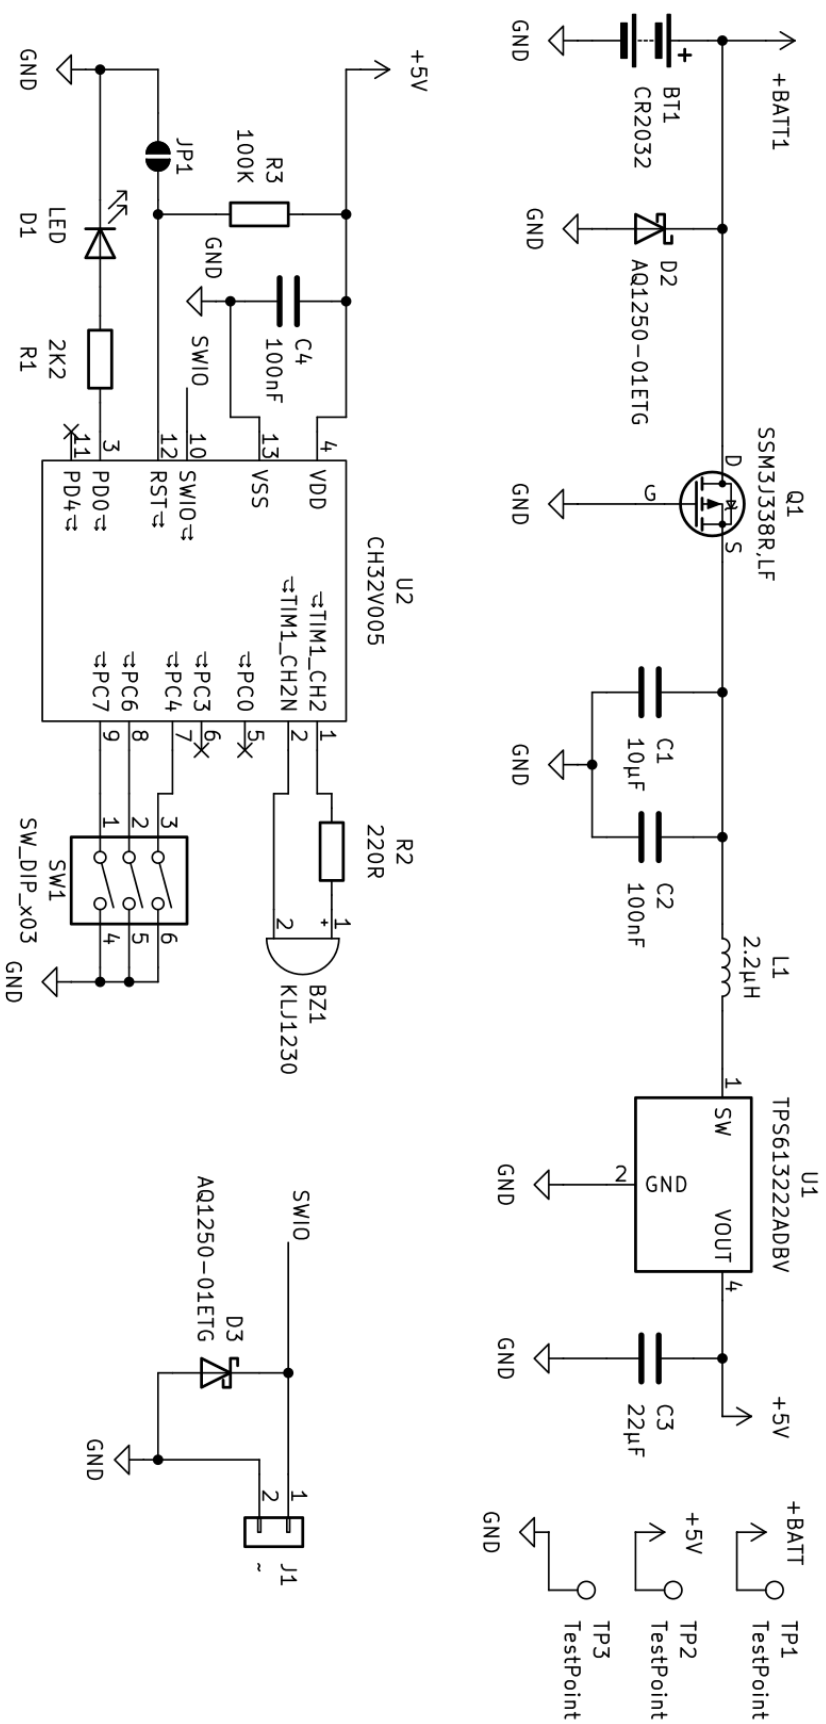 +BATT1
BT1
CR2032
+
GND
D2
AQ1250-01ETG
GND
Q1
SSM3J338R,LF
D
G
S
GND
C1
10µF
C2
100nF
GND
L1
2.2µH
U1
TPS613222ADBV
1
SW
2
GND
VOUT
4
GND
C3
22µF
GND
+5V
+BATT
TP1
TestPoint
+5V
TP2
TestPoint
GND
TP3
TestPoint
+5V
GND
JP1
R3
100K
GND
C4
100nF
SWIO
LED
D1
2K2
R1
4
VDD
13
VSS
10
SWIO
12
RST
3
PD0
11
PD4
U2
CH32V005
TIM1_CH2
1
TIM1_CH2N
2
PC0
5
PC3
6
PC4
7
PC6
8
PC7
9
R2
220R
+
1
2
BZ1
KLJ1230
3
2
1
6
5
4
SW1
SW_DIP_x03
GND
SWIO
D3
AQ1250-01ETG
GND
1
2
J1
~